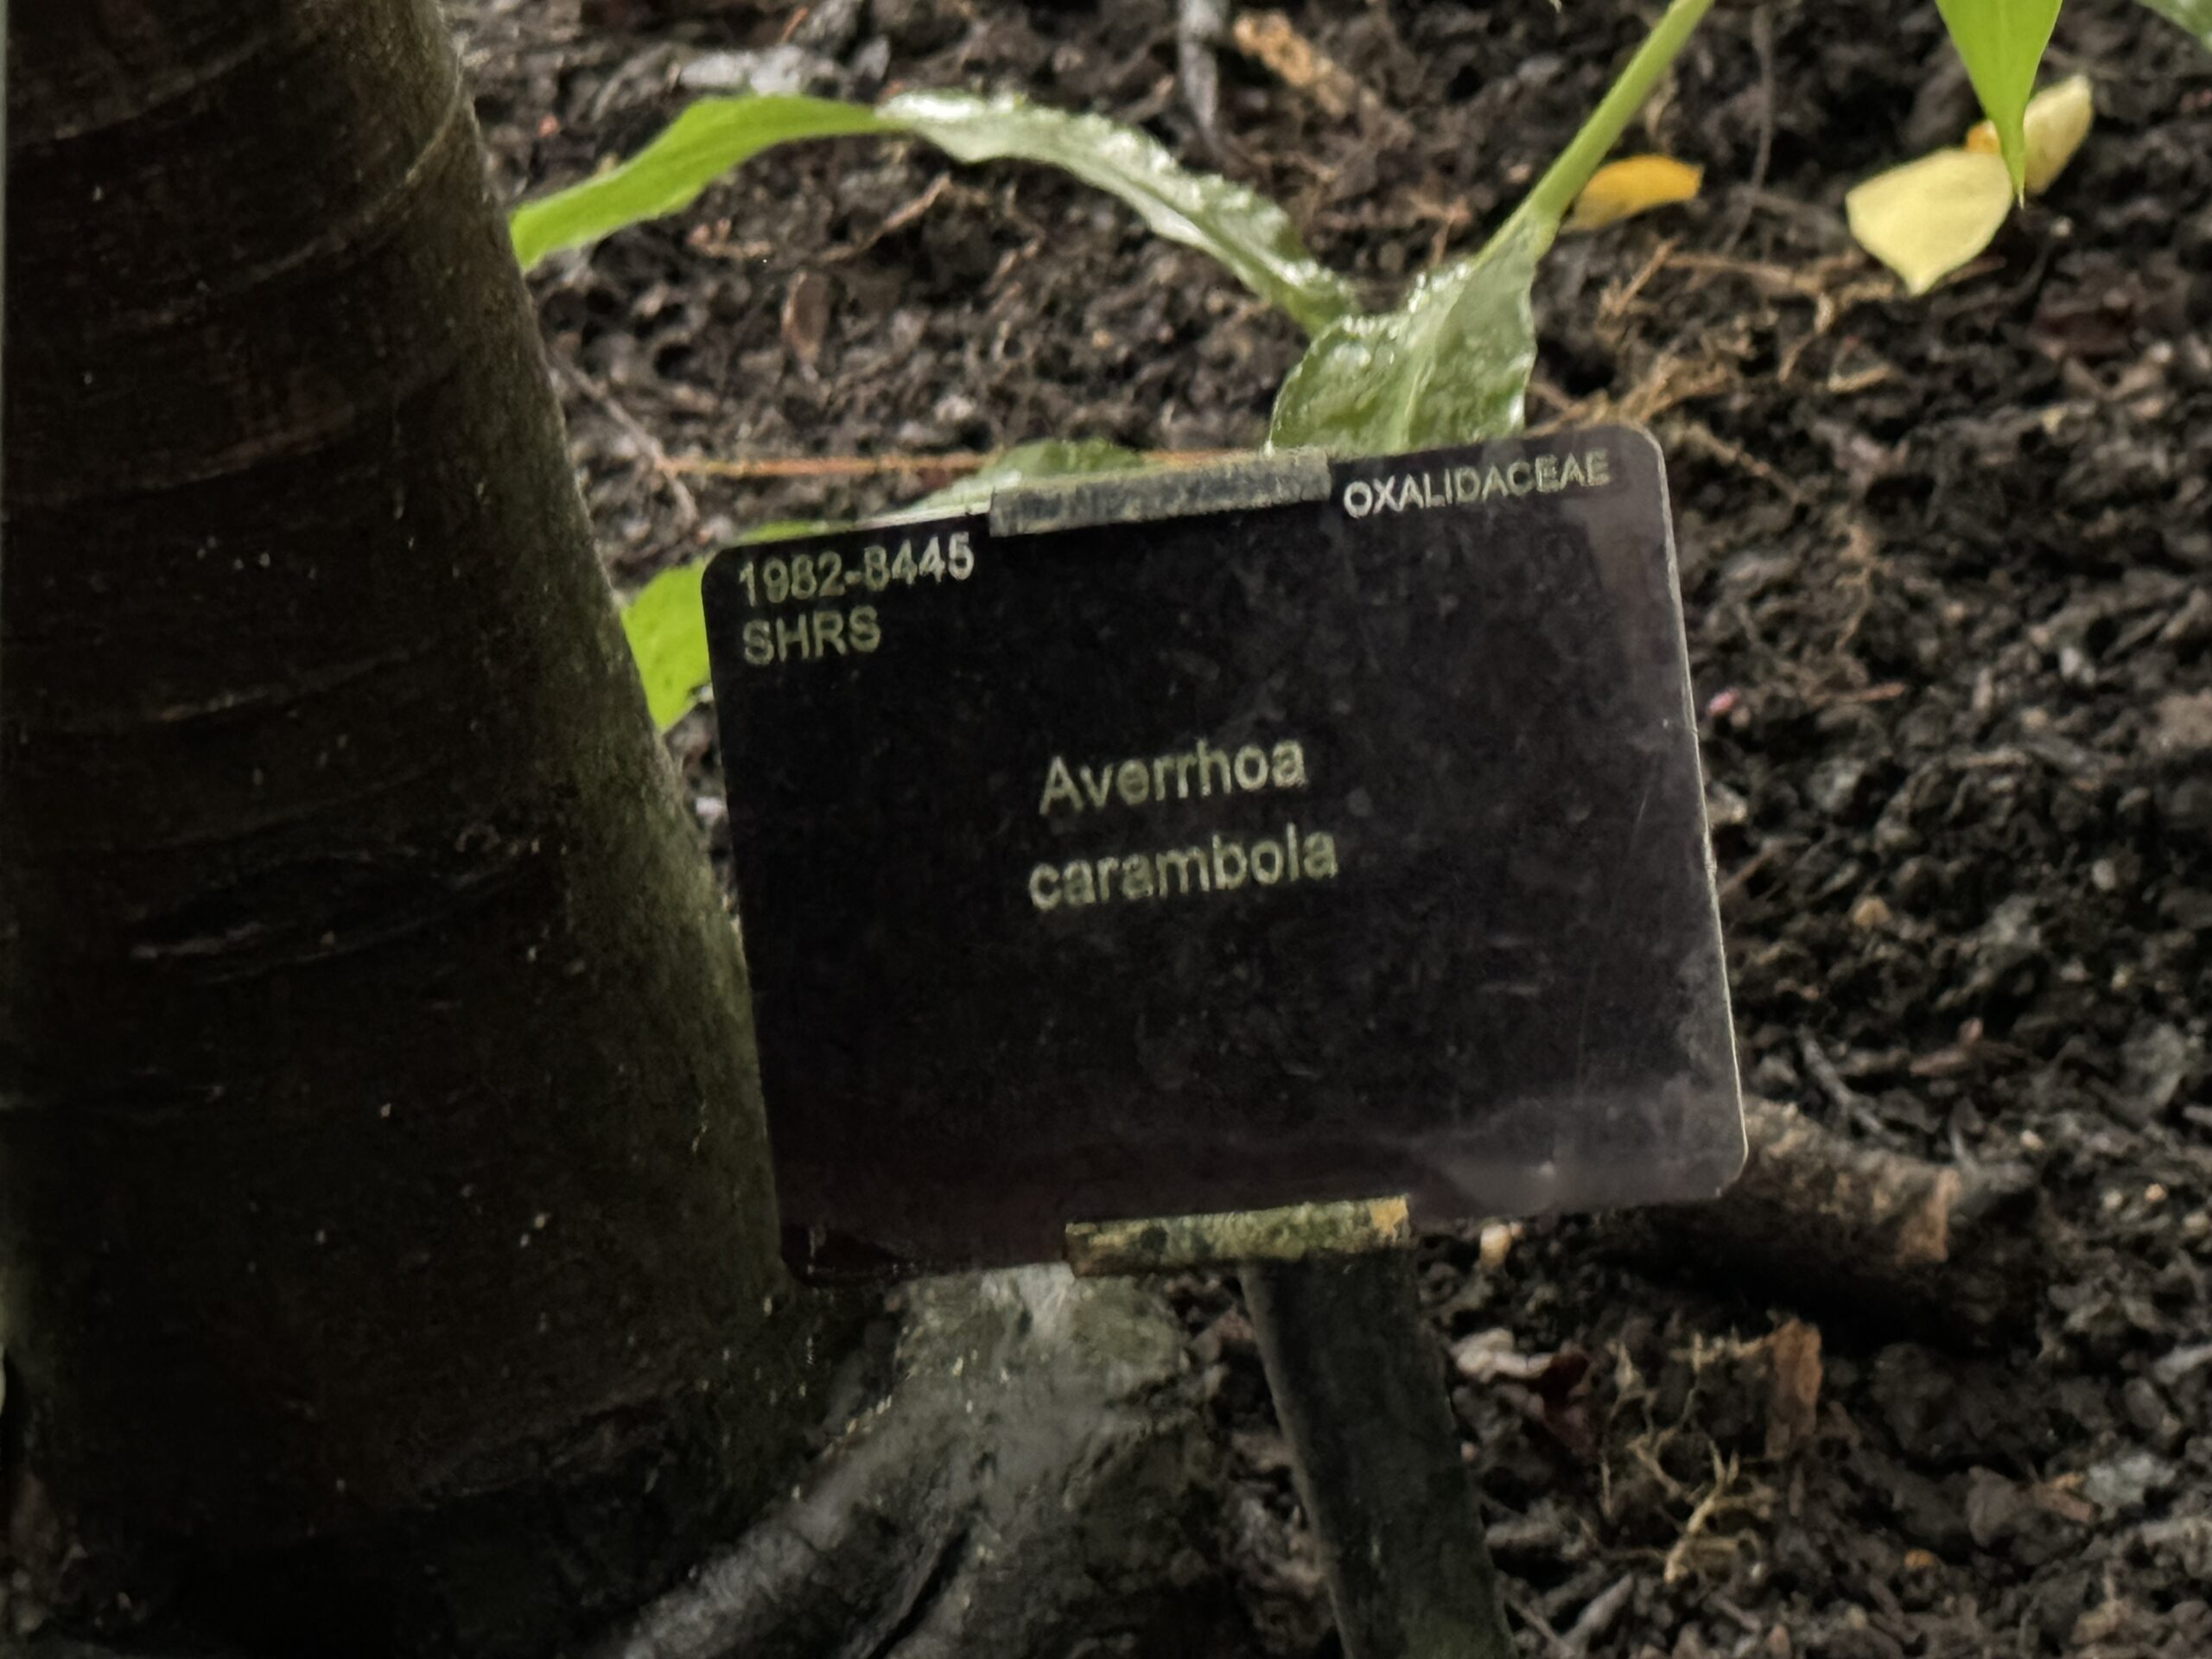 1982-8445
OXALIDACEAE
SHRS
Averrhoa
carambola